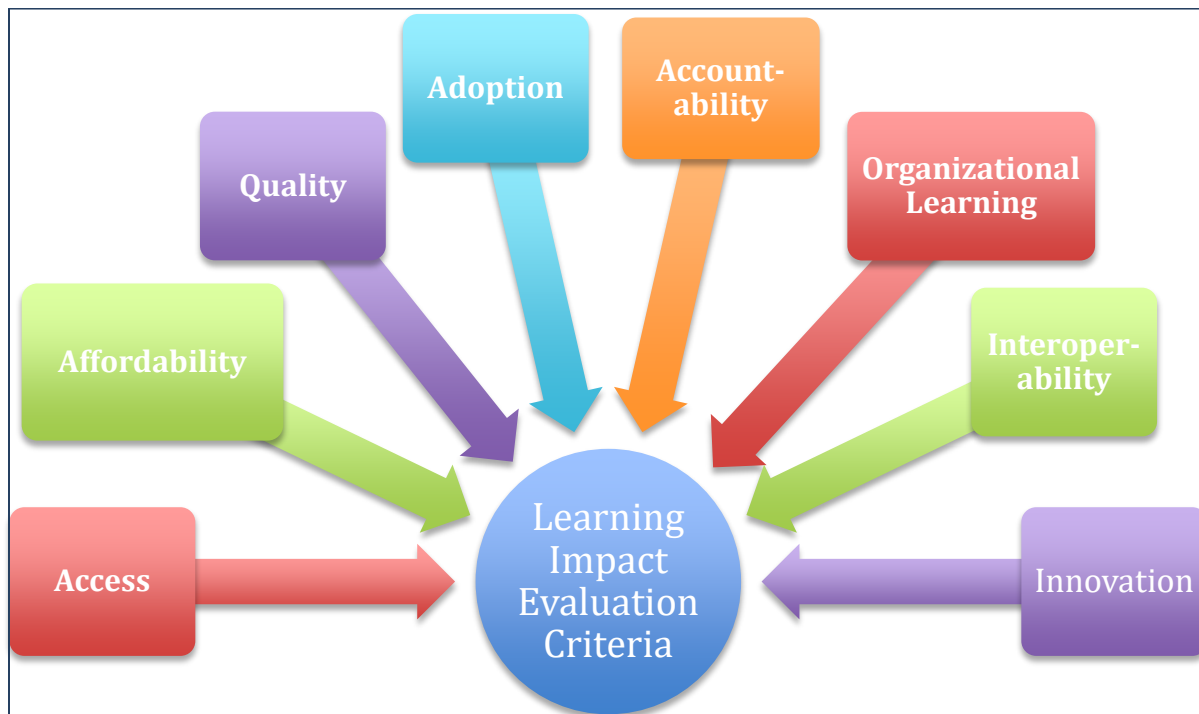 Adoption
Account-
ability
Quality
Organizational
Learning
Affordability
Interoper-
ability
Access
Learning
Impact
Evaluation
Criteria
Innovation